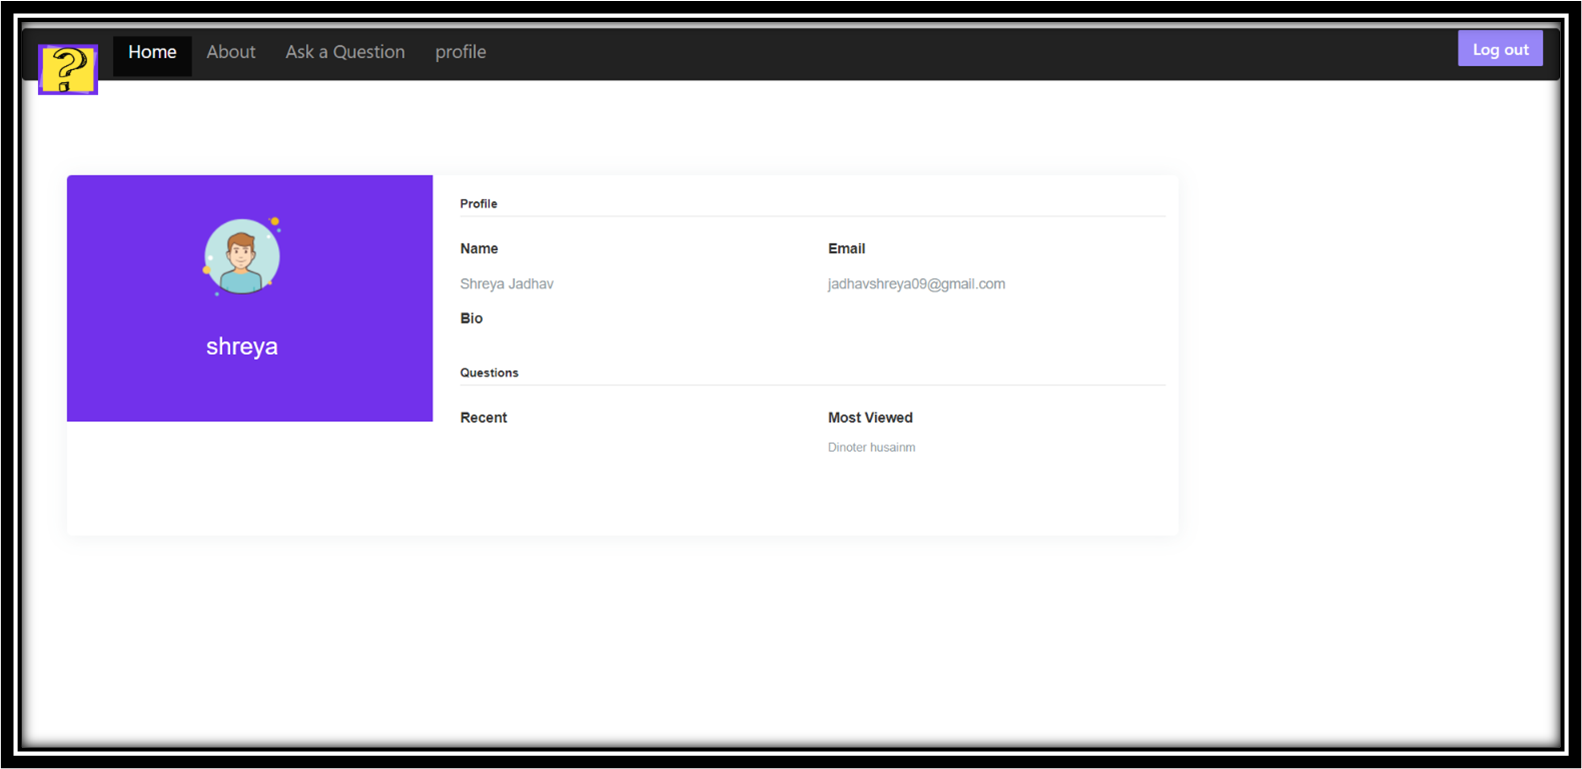 ?
Home About Ask a Question profile Log out
shreya
Profile
Name Email
Shreya Jadhav jadhavshreya09@gmail.com
Bio
Questions
Recent Most Viewed
Dinoter husainm